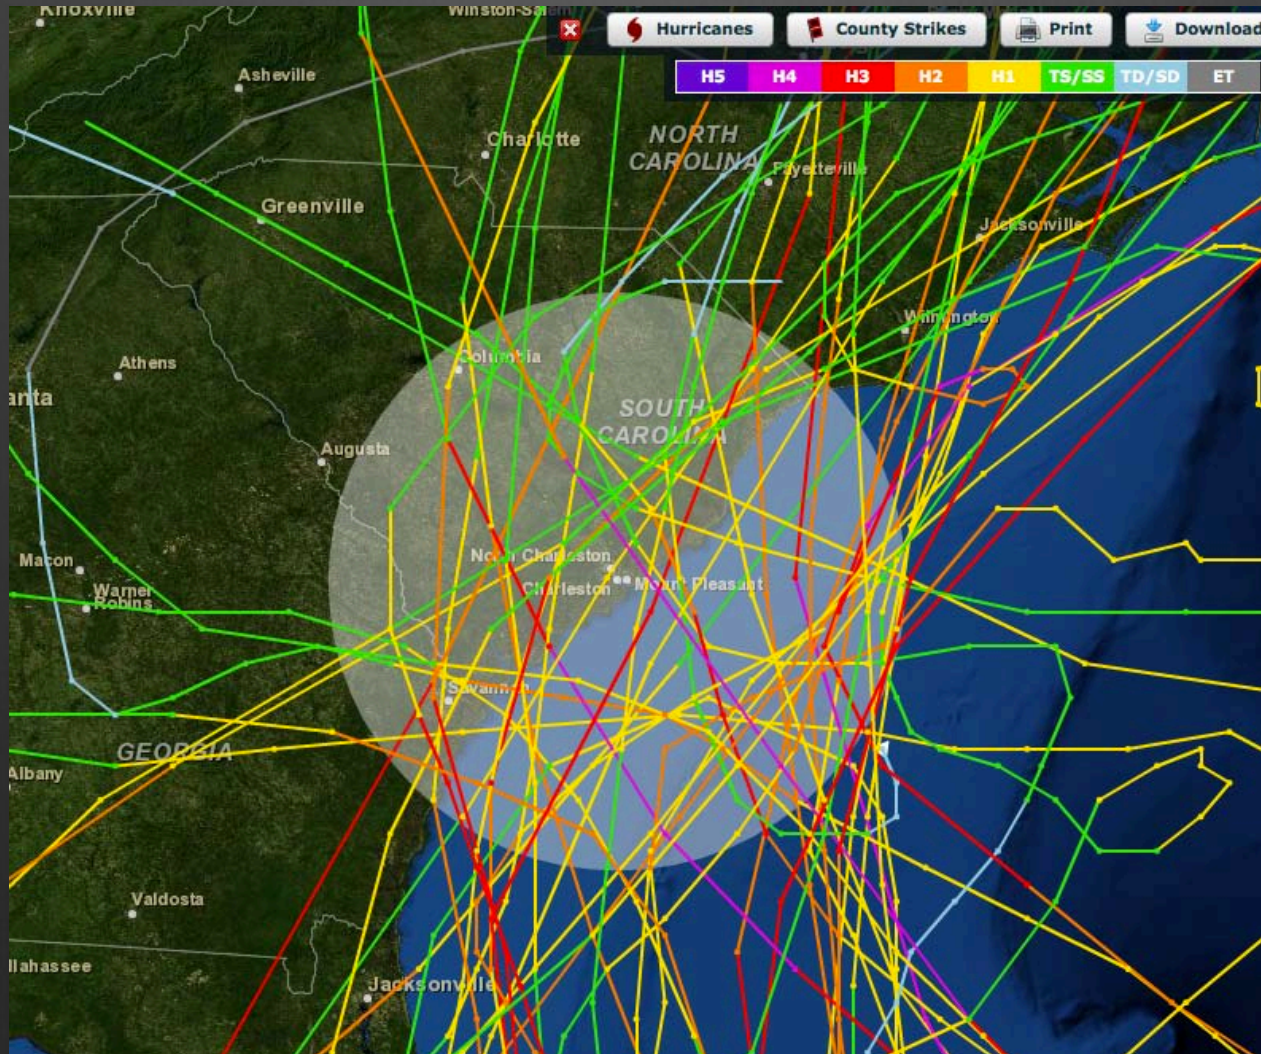 Knoxville
Winston-Salem
Hurricanes
County Strikes
Print
Download
H5 H4 H3 H2 H1 TS/SS TD/SD ET
Asheville
Charlotte
NORTH
CAROLINA
Fayetteville
Greenville
Jacksonville
Wilmington
Columbia
Athens
anta
SOUTH
CAROLINA
Augusta
North Charleston
Macon
Charleston
Mount Pleasant
Warner
Robins
Savannah
GEORGIA
Albany
Valdosta
llahassee
Jacksonville